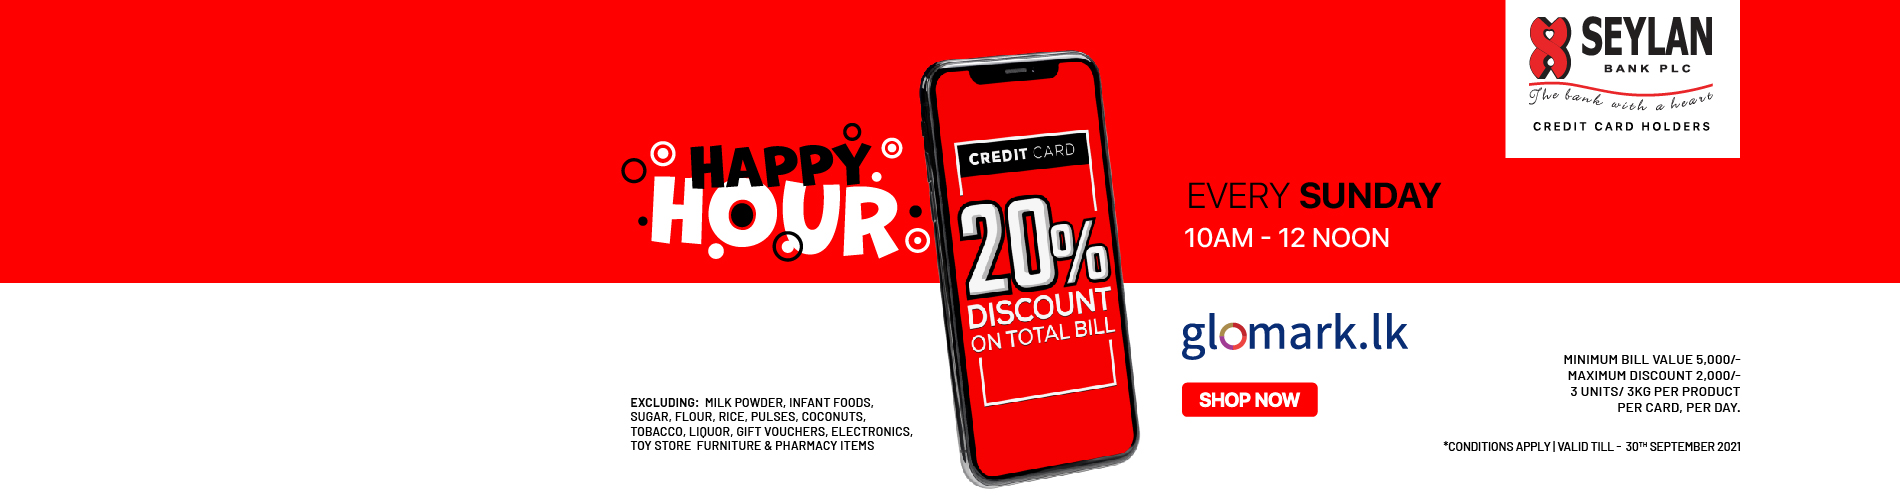 SEYLAN
BANK PLC
The bank with a heart
CREDIT CARD HOLDERS
HAPPY
HOUR
CREDIT CARD
20%
DISCOUNT
ON TOTAL BILL
EVERY SUNDAY
10AM - 12 NOON
glomark.lk
SHOP NOW
EXCLUDING: MILK POWDER, INFANT FOODS,
SUGAR, FLOUR, RICE, PULSES, COCONUTS,
TOBACCO, LIQUOR, GIFT VOUCHERS, ELECTRONICS,
TOY STORE FURNITURE & PHARMACY ITEMS
MINIMUM BILL VALUE 5,000/-
MAXIMUM DISCOUNT 2,000/-
3 UNITS/ 3KG PER PRODUCT
PER CARD, PER DAY.
*CONDITIONS APPLY | VALID TILL - 30TH SEPTEMBER 2021